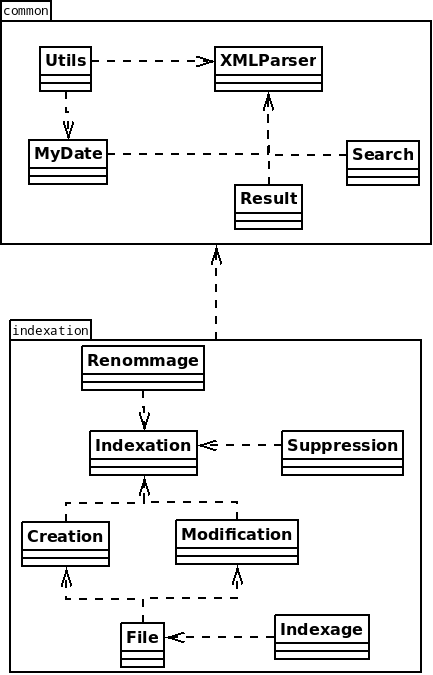 common
Utils
XMLParser
MyDate
Search
Result
indexation
Renommage
Indexation
Suppression
Creation
Modification
File
Indexage